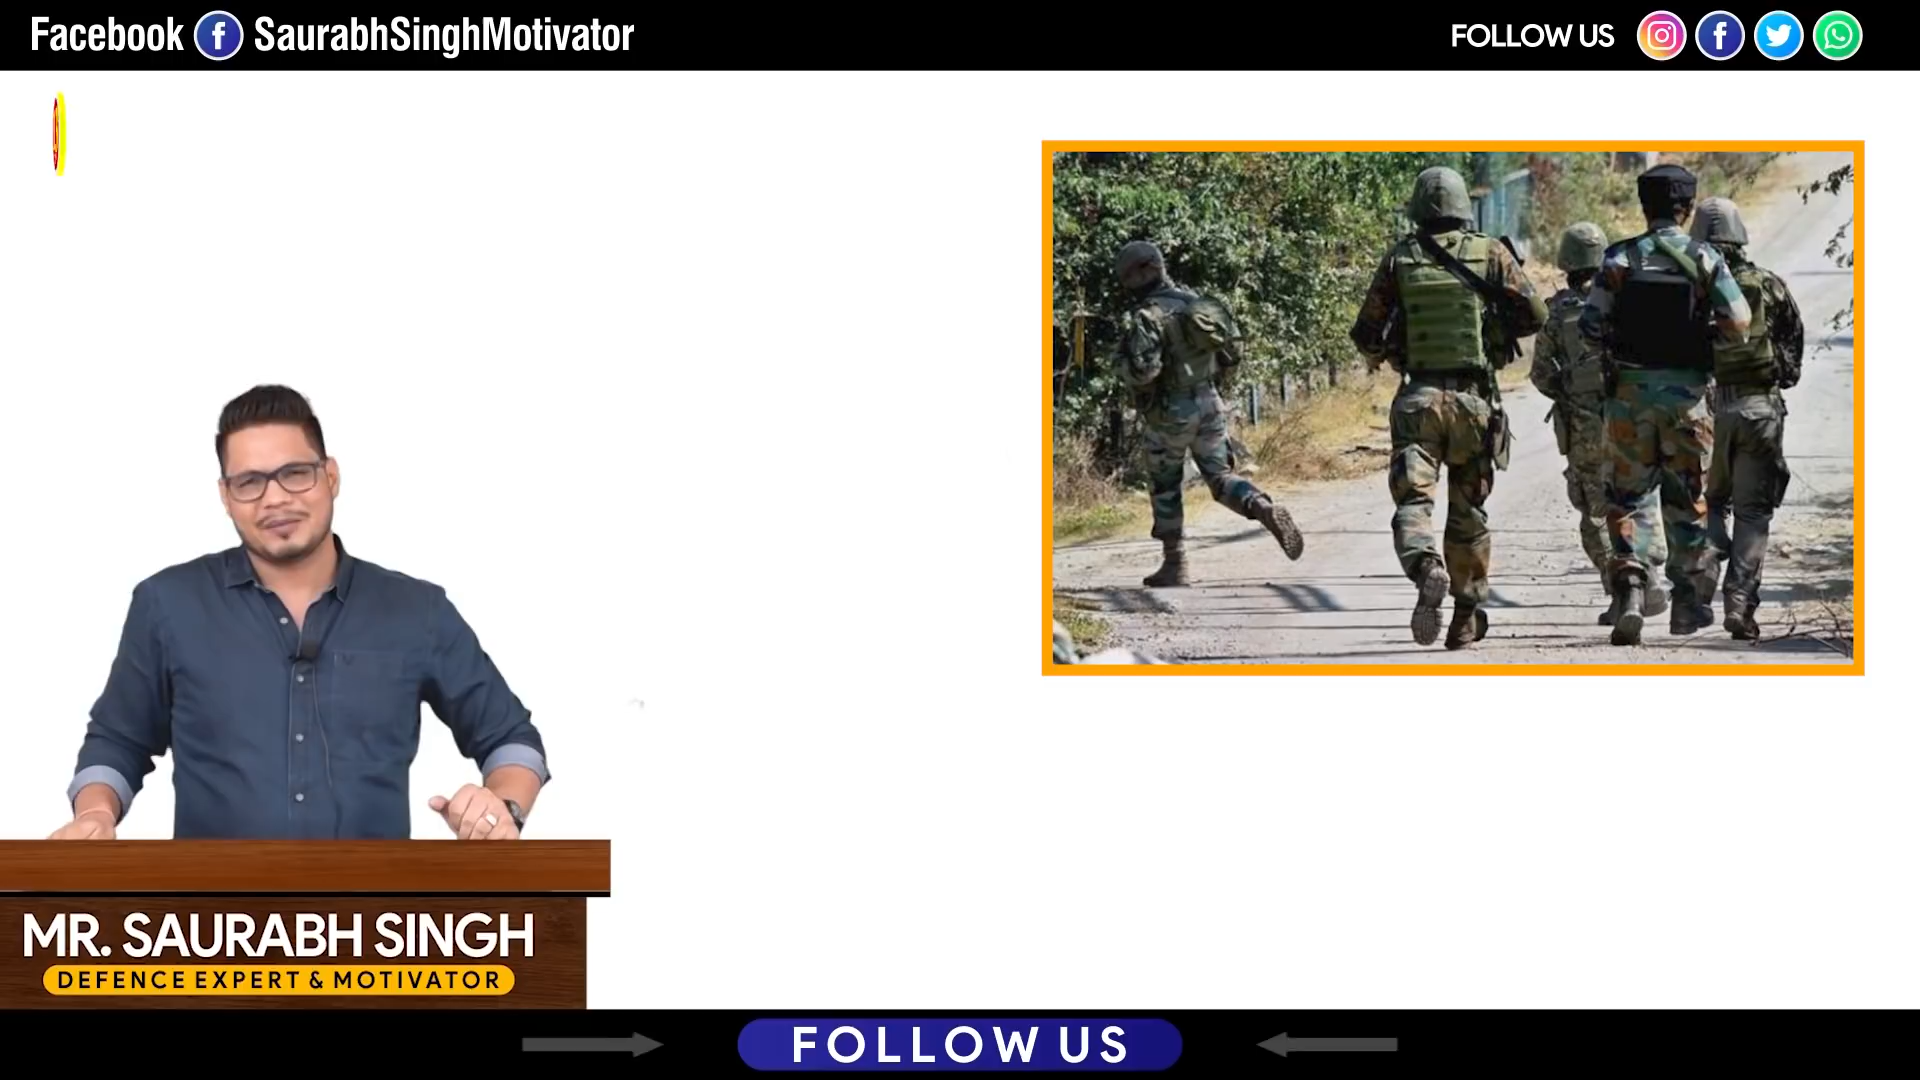 Facebook SaurabhSinghMotivator
FOLLOW US
MR. SAURABH SINGH
DEFENCE EXPERT & MOTIVATOR
FOLLOW US